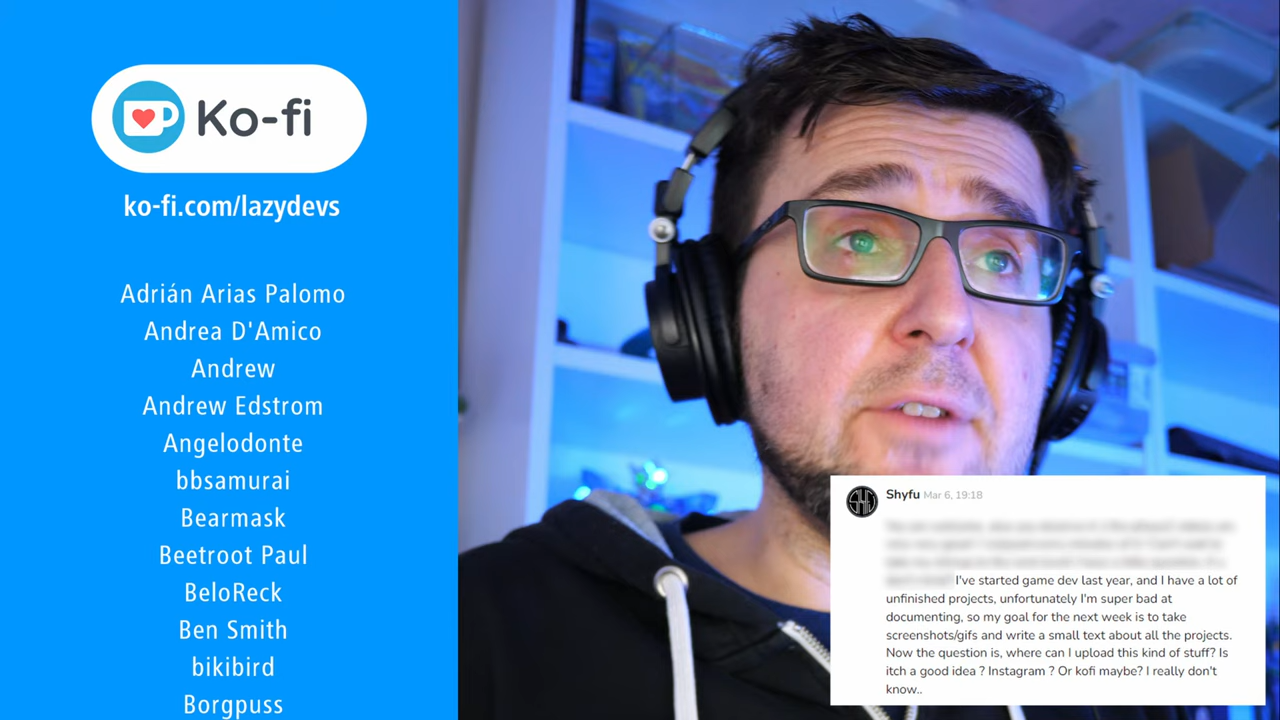 Ko-fi
ko-fi.com/lazydevs
Adrián Arias Palomo
Andrea D'Amico
Andrew
Andrew Edstrom
Angelodonte
bbsamurai
Bearmask
Beetroot Paul
BeloReck
Ben Smith
bikibird
Borgpuss
Shyfu Mar 6, 19:18
I've started game dev last year, and I have a lot of
unfinished projects, unfortunately I'm super bad at
documenting, so my goal for the next week is to take
screenshots/gifs and write a small text about all the projects.
Now the question is, where can I upload this kind of stuff? Is
itch a good idea ? Instagram ? Or kofi maybe? I really don't
know..